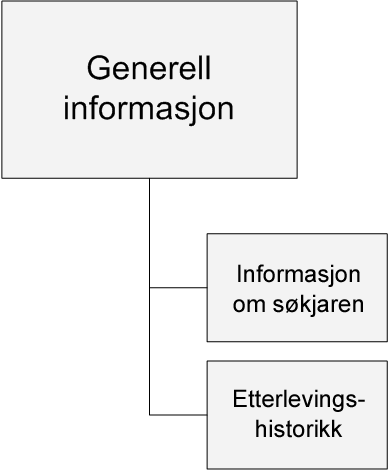 Generell
informasjon
Informasjon
om søkjaren
Etterlevings-
historikk